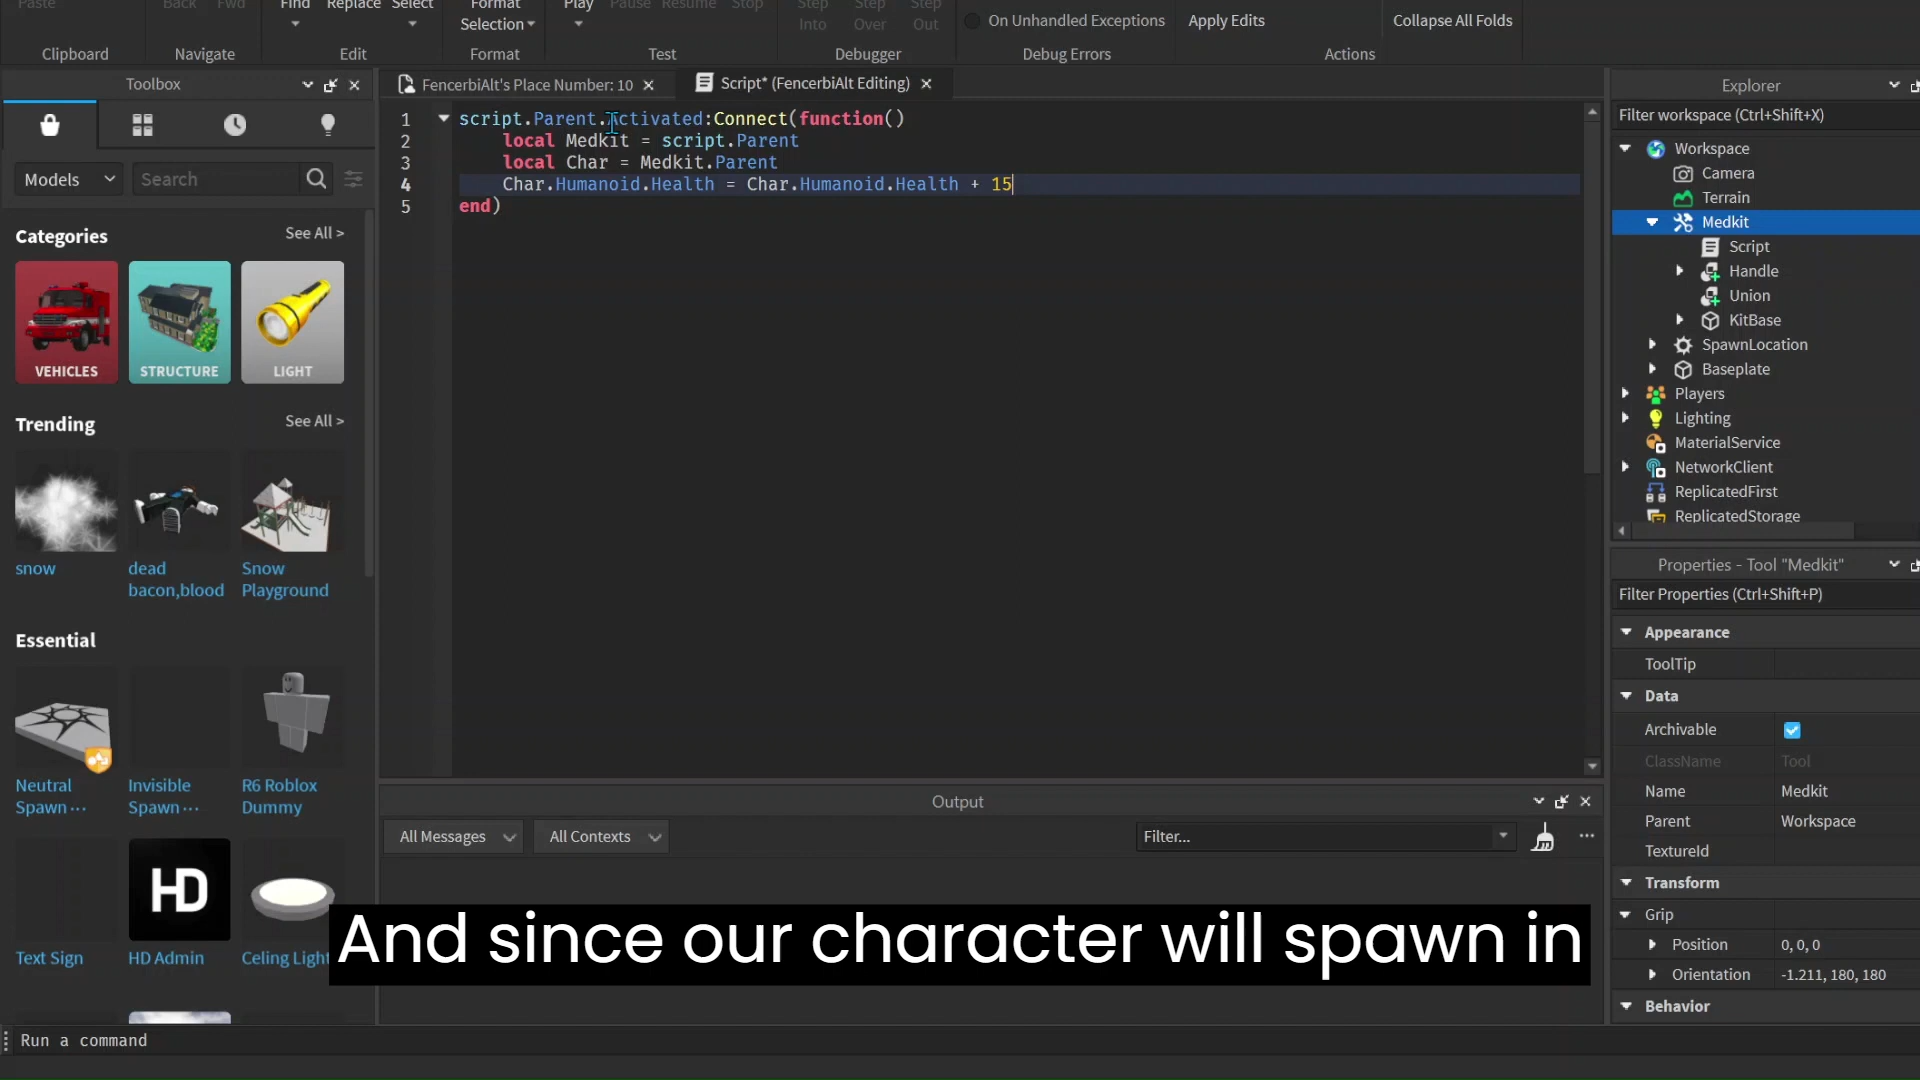 Paste
Back Fwd
Find Replace Select
Format
Selection
Play Pause Resume Stop
Step
Into
Step
Over
Step
Out
On Unhandled Exceptions
Apply Edits
Collapse All Folds
Clipboard Navigate Edit Format Test Debugger Debug Errors Actions
Toolbox
FencerbiAlt's Place Number: 10
Script* (FencerbiAlt Editing)
Explorer
Models
Search
Categories
See All >
VEHICLES
STRUCTURE
LIGHT
Trending
See All >
snow
dead
bacon,blood
Snow
Playground
Essential
Neutral
Spawn ···
Invisible
Spawn ···
R6 Roblox
Dummy
HD
Text Sign
HD Admin
Celing Light
1 script.Parent.Activated:Connect(function()
2 local Medkit = script.Parent
3 local Char = Medkit.Parent
4 Char.Humanoid.Health = Char.Humanoid.Health + 15
5 end)
Output
All Messages
All Contexts
Filter...
And since our character will spawn in
Run a command
Filter workspace (Ctrl+Shift+X)
Workspace
Camera
Terrain
Medkit
Script
Handle
Union
KitBase
SpawnLocation
Baseplate
Players
Lighting
MaterialService
NetworkClient
ReplicatedFirst
ReplicatedStorage
Properties - Tool "Medkit"
Filter Properties (Ctrl+Shift+P)
Appearance
ToolTip
Data
Archivable
ClassName Tool
Name Medkit
Parent Workspace
TextureId
Transform
Grip
Position 0, 0, 0
Orientation -1.211, 180, 180
Behavior